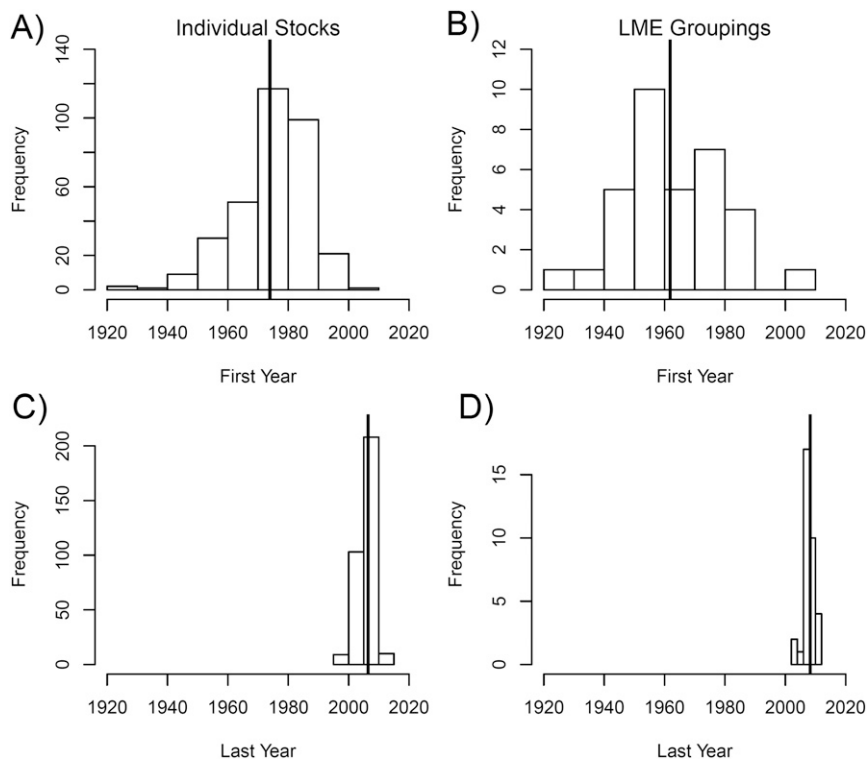 A)
Individual Stocks
Frequency
0 20 60 100 140
1920 1940 1960 1980 2000 2020
First Year
B)
LME Groupings
Frequency
0 2 4 6 8 10 12
1920 1940 1960 1980 2000 2020
First Year
C)
Frequency
0 50 100 150 200
1920 1940 1960 1980 2000 2020
Last Year
D)
Frequency
0 5 10 15
1920 1940 1960 1980 2000 2020
Last Year